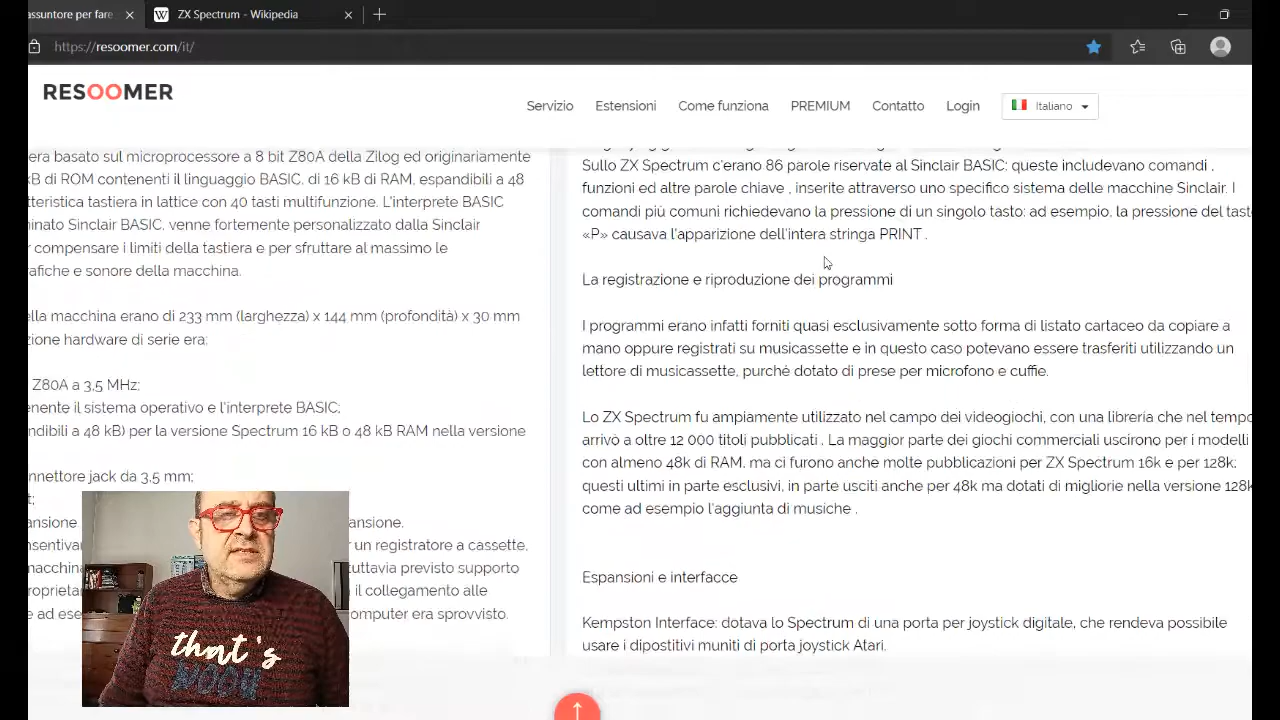 assuntore per fare
ZX Spectrum - Wikipedia
https://resoomer.com/it/
RESOOMER
Servizio
Estensioni
Come funziona
PREMIUM
Contatto
Login
Italiano
era basato sul microprocessore a 8 bit Z80A della Zilog ed originariamente
kB di ROM contenenti il linguaggio BASIC, di 16 kB di RAM, espandibili a 48
tteristica tastiera in lattice con 40 tasti multifunzione. L'interprete BASIC
minato Sinclair BASIC, venne fortemente personalizzato dalla Sinclair
r compensare i limiti della tastiera e per sfruttare al massimo le
rafiche e sonore della macchina.
ella macchina erano di 233 mm (larghezza) x 144 mm (profondità) x 30 mm
zione hardware di serie era;
Z80A a 3,5 MHz;
enente il sistema operativo e l'interprete BASIC;
ndibili a 48 kB) per la versione Spectrum 16 kB o 48 kB RAM nella versione
nnettore jack da 3,5 mm;
t;
ansione
ansione.
onsentivan
r un registratore a cassette,
macchina
tuttavia previsto supporto
roprietar
il collegamento alle
e ad ese
omputer era sprovvisto.
Sullo ZX Spectrum c'erano 86 parole riservate al Sinclair BASIC: queste includevano comandi ,
funzioni ed altre parole chiave , inserite attraverso uno specifico sistema delle macchine Sinclair. I
comandi più comuni richiedevano la pressione di un singolo tasto: ad esempio, la pressione del tast
«P» causava l'apparizione dell'intera stringa PRINT .
La registrazione e riproduzione dei programmi
I programmi erano infatti forniti quasi esclusivamente sotto forma di listato cartaceo da copiare a
mano oppure registrati su musicassette e in questo caso potevano essere trasferiti utilizzando un
lettore di musicassette, purché dotato di prese per microfono e cuffie.
Lo ZX Spectrum fu ampiamente utilizzato nel campo dei videogiochi, con una libreria che nel tempo
arrivò a oltre 12 000 titoli pubblicati . La maggior parte dei giochi commerciali uscirono per i modelli
con almeno 48k di RAM, ma ci furono anche molte pubblicazioni per ZX Spectrum 16k e per 128k;
questi ultimi in parte esclusivi, in parte usciti anche per 48k ma dotati di migliorie nella versione 128k
come ad esempio l'aggiunta di musiche .
Espansioni e interfacce
Kempston Interface: dotava lo Spectrum di una porta per joystick digitale, che rendeva possibile
usare i dipostitivi muniti di porta joystick Atari.
that's